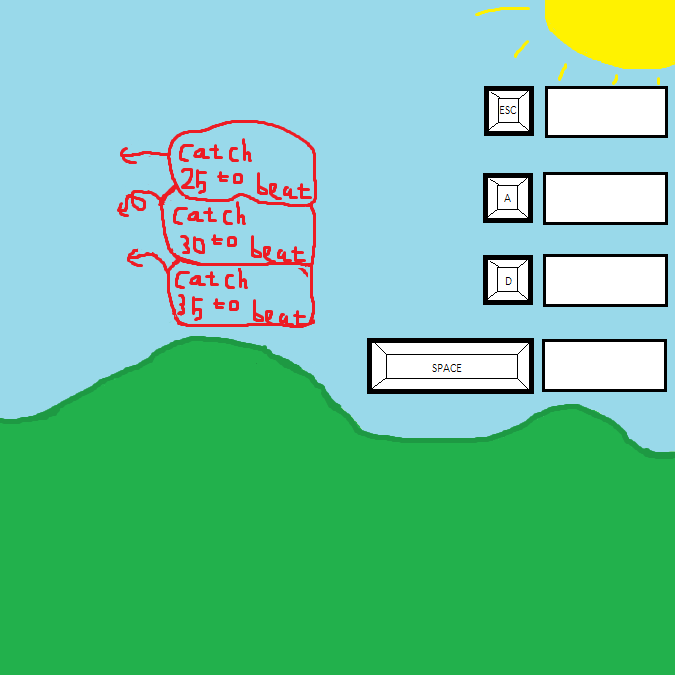 Catch
25 to beat
Catch
30 to beat
Catch
35 to beat
ESC
A
D
SPACE